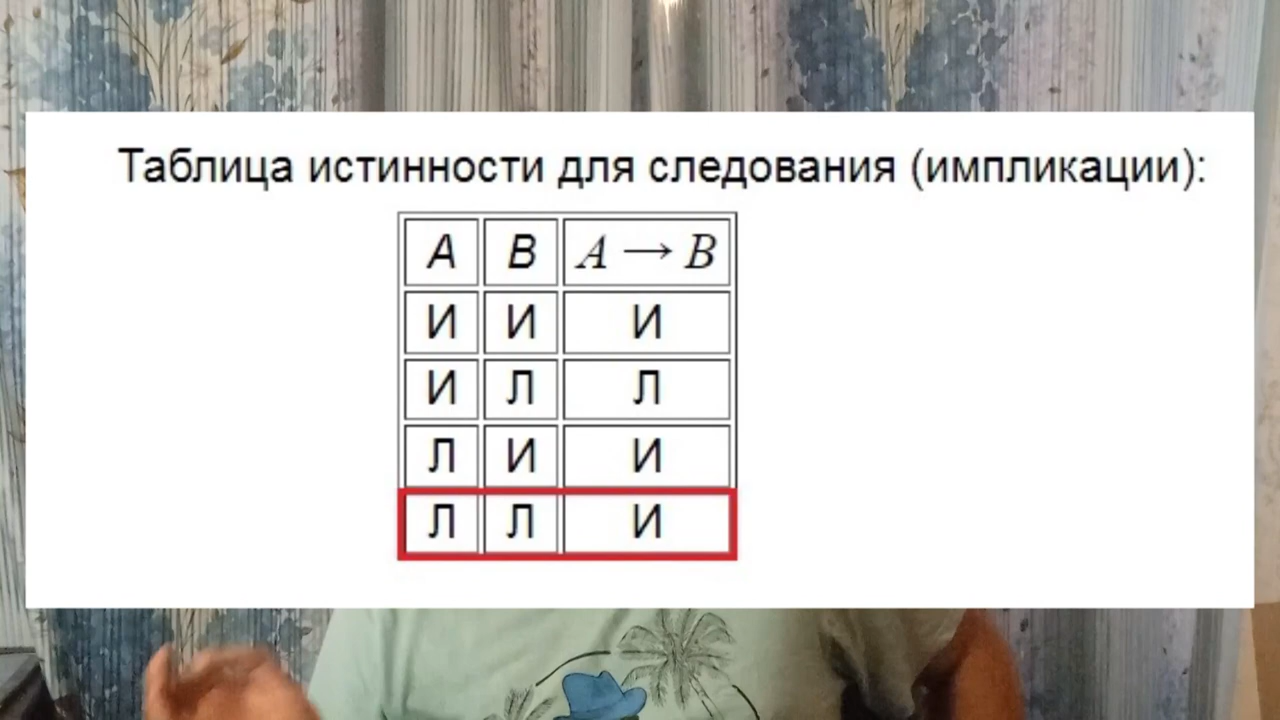 Таблица истинности для следования (импликации):
A B A → B
И И И
И Л Л
Л И И
Л Л И